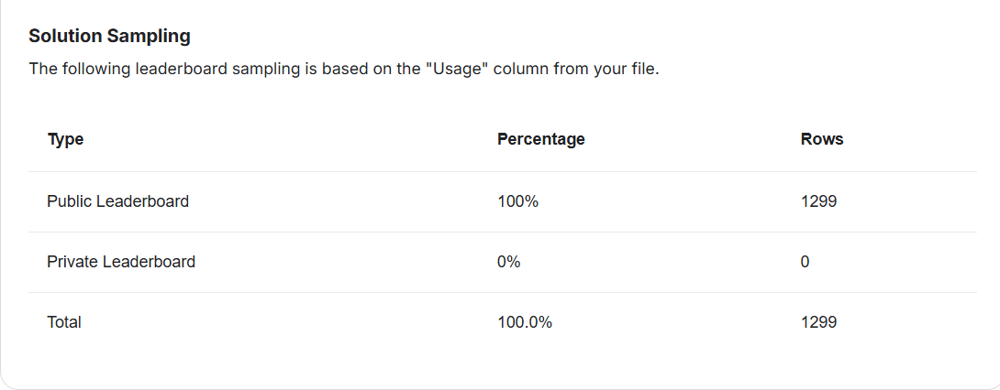 Solution Sampling
The following leaderboard sampling is based on the "Usage" column from your file.
Type Percentage Rows
Public Leaderboard 100% 1299
Private Leaderboard 0% 0
Total 100.0% 1299